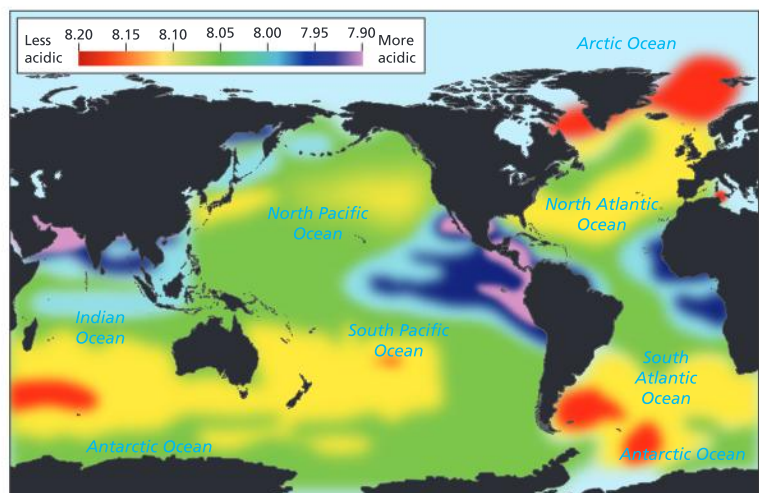 8.20 8.15 8.10 8.05 8.00 7.95 7.90
Less
acidic
More
acidic
Arctic Ocean
North Pacific
Ocean
North Atlantic
Ocean
Indian
Ocean
South Pacific
Ocean
South
Atlantic
Ocean
Antarctic Ocean
Antarctic Ocean